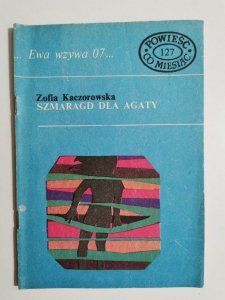 ... Ewa wzywa 07...
POWIEŚĆ
127
CO MIESIĄC
Zofia Kaczorowska
SZMARAGD DLA AGATY